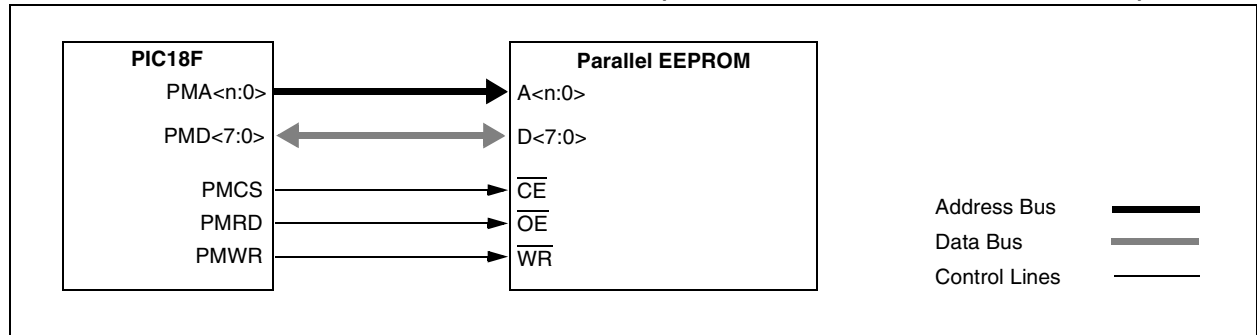 PIC18F
Parallel EEPROM
PMA<n:0>
A<n:0>
PMD<7:0>
D<7:0>
PMCS
CE
PMRD
OE
PMWR
WR
Address Bus
Data Bus
Control Lines